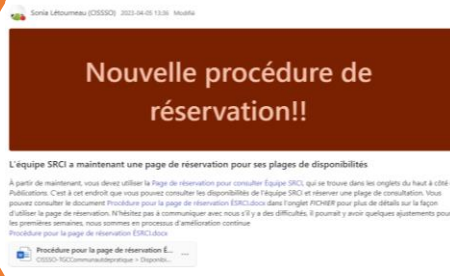 Sonia Létourneau (CISSSO) 2023-04-05 13:36 Modifié
Nouvelle procédure de
réservation!!
L'équipe SRCI a maintenant une page de réservation pour ses plages de disponibilités
À partir de maintenant, vous devez utiliser la Page de réservation pour consulter Équipe SRCI, qui se trouve dans les onglets du haut à côté
Publications. C'est à cet endroit que vous pouvez consulter les disponibilités de l'équipe SRCI et réserver une plage de consultation. Vous
pouvez consulter le document Procédure pour la page de réservation ÉSRCI.docx dans l'onglet FICHIER pour plus de détails sur la façon
d'utiliser la page de réservation. N'hésitez pas à communiquer avec nous s'il y a des difficultés, il pourrait y avoir quelques ajustements pour
les premières semaines, nous sommes en processus d'amélioration continue
Procédure pour la page de réservation ÉSRCI.docx
Procédure pour la page de réservation É... ...
CISSSO-TGCCommunautédepratique > Disponibi...